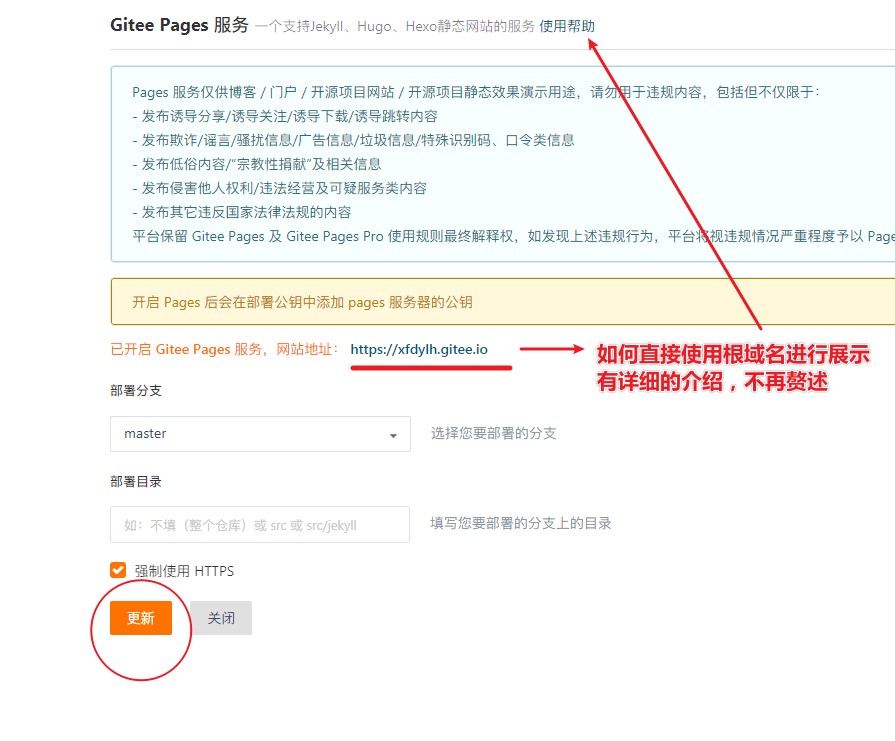 Gitee Pages 服务 一个支持Jekyll、Hugo、Hexo静态网站的服务 使用帮助
Pages 服务仅供博客 / 门户 / 开源项目网站 / 开源项目静态效果演示用途，请勿用于违规内容，包括但不仅限于：
- 发布诱导分享/诱导关注/诱导下载/诱导跳转内容
- 发布欺诈/谣言/骚扰信息/广告信息/垃圾信息/特殊识别码、口令类信息
- 发布低俗内容/“宗教性捐献”及相关信息
- 发布侵害他人权利/违法经营及可疑服务类内容
- 发布其它违反国家法律法规的内容
平台保留 Gitee Pages 及 Gitee Pages Pro 使用规则最终解释权，如发现上述违规行为，平台将视违规情况严重程度予以 Page
开启 Pages 后会在部署公钥中添加 pages 服务器的公钥
已开启 Gitee Pages 服务，网站地址： https://xfdylh.gitee.io
如何直接使用根域名进行展示
有详细的介绍，不再赘述
部署分支
master 选择您要部署的分支
部署目录
如：不填（整个仓库）或 src 或 src/jekyll 填写您要部署的分支上的目录
强制使用 HTTPS
更新 关闭